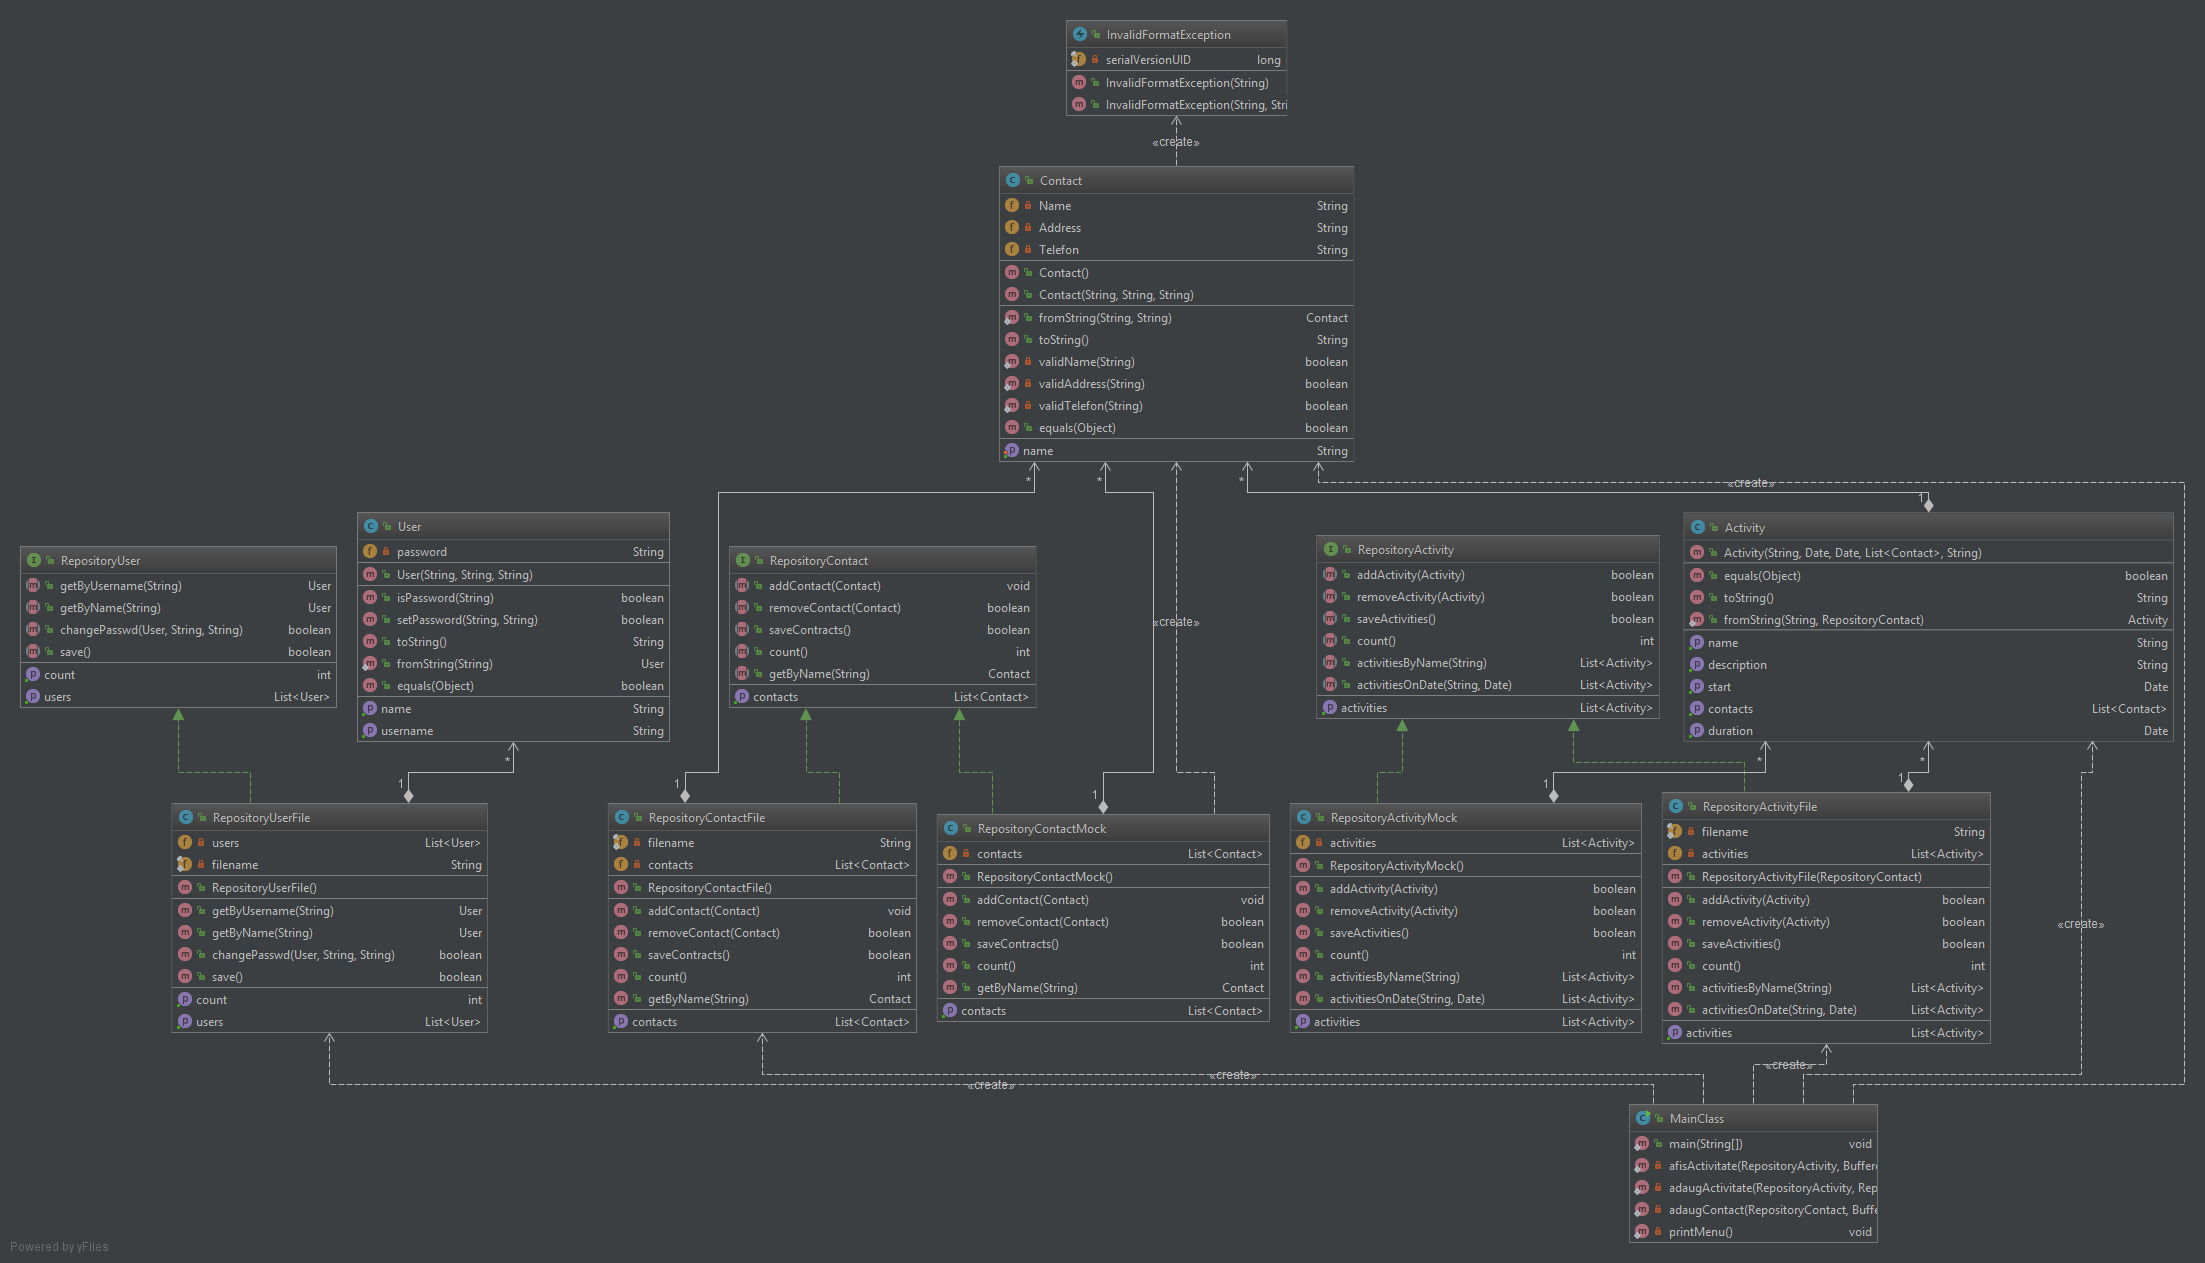 InvalidFormatException
serialVersionUID long
InvalidFormatException(String)
InvalidFormatException(String, Stri
«create»
Contact
Name String
Address String
Telefon String
Contact()
Contact(String, String, String)
fromString(String, String) Contact
toString() String
validName(String) boolean
validAddress(String) boolean
validTelefon(String) boolean
equals(Object) boolean
name String
* * * «create» 1
RepositoryUser
getByUsername(String) User
getByName(String) User
changePasswd(User, String, String) boolean
save() boolean
count int
users List<User>
User
password String
User(String, String, String)
isPassword(String) boolean
setPassword(String, String) boolean
toString() String
fromString(String) User
equals(Object) boolean
name String
username String
RepositoryContact
addContact(Contact) void
removeContact(Contact) boolean
saveContracts() boolean
count() int
getByName(String) Contact
contacts List<Contact>
«create»
RepositoryActivity
addActivity(Activity) boolean
removeActivity(Activity) boolean
saveActivities() boolean
count() int
activitiesByName(String) List<Activity>
activitiesOnDate(String, Date) List<Activity>
activities List<Activity>
Activity
Activity(String, Date, Date, List<Contact>, String)
equals(Object) boolean
toString() String
fromString(String, RepositoryContact) Activity
name String
description String
start Date
contacts List<Contact>
duration Date
* * *
1 1 1 1 1
RepositoryUserFile
users List<User>
filename String
RepositoryUserFile()
getByUsername(String) User
getByName(String) User
changePasswd(User, String, String) boolean
save() boolean
count int
users List<User>
RepositoryContactFile
filename String
contacts List<Contact>
RepositoryContactFile()
addContact(Contact) void
removeContact(Contact) boolean
saveContracts() boolean
count() int
getByName(String) Contact
contacts List<Contact>
RepositoryContactMock
contacts List<Contact>
RepositoryContactMock()
addContact(Contact) void
removeContact(Contact) boolean
saveContracts() boolean
count() int
getByName(String) Contact
contacts List<Contact>
RepositoryActivityMock
activities List<Activity>
RepositoryActivityMock()
addActivity(Activity) boolean
removeActivity(Activity) boolean
saveActivities() boolean
count() int
activitiesByName(String) List<Activity>
activitiesOnDate(String, Date) List<Activity>
activities List<Activity>
RepositoryActivityFile
filename String
activities List<Activity>
RepositoryActivityFile(RepositoryContact)
addActivity(Activity) boolean
removeActivity(Activity) boolean
saveActivities() boolean
count() int
activitiesByName(String) List<Activity>
activitiesOnDate(String, Date) List<Activity>
activities List<Activity>
«create»
«create»
«create»
«create»
MainClass
main(String[]) void
afisActivitate(RepositoryActivity, Buffer
adaugActivitate(RepositoryActivity, Rep
adaugContact(RepositoryContact, Buffe
printMenu() void
Powered by yFiles